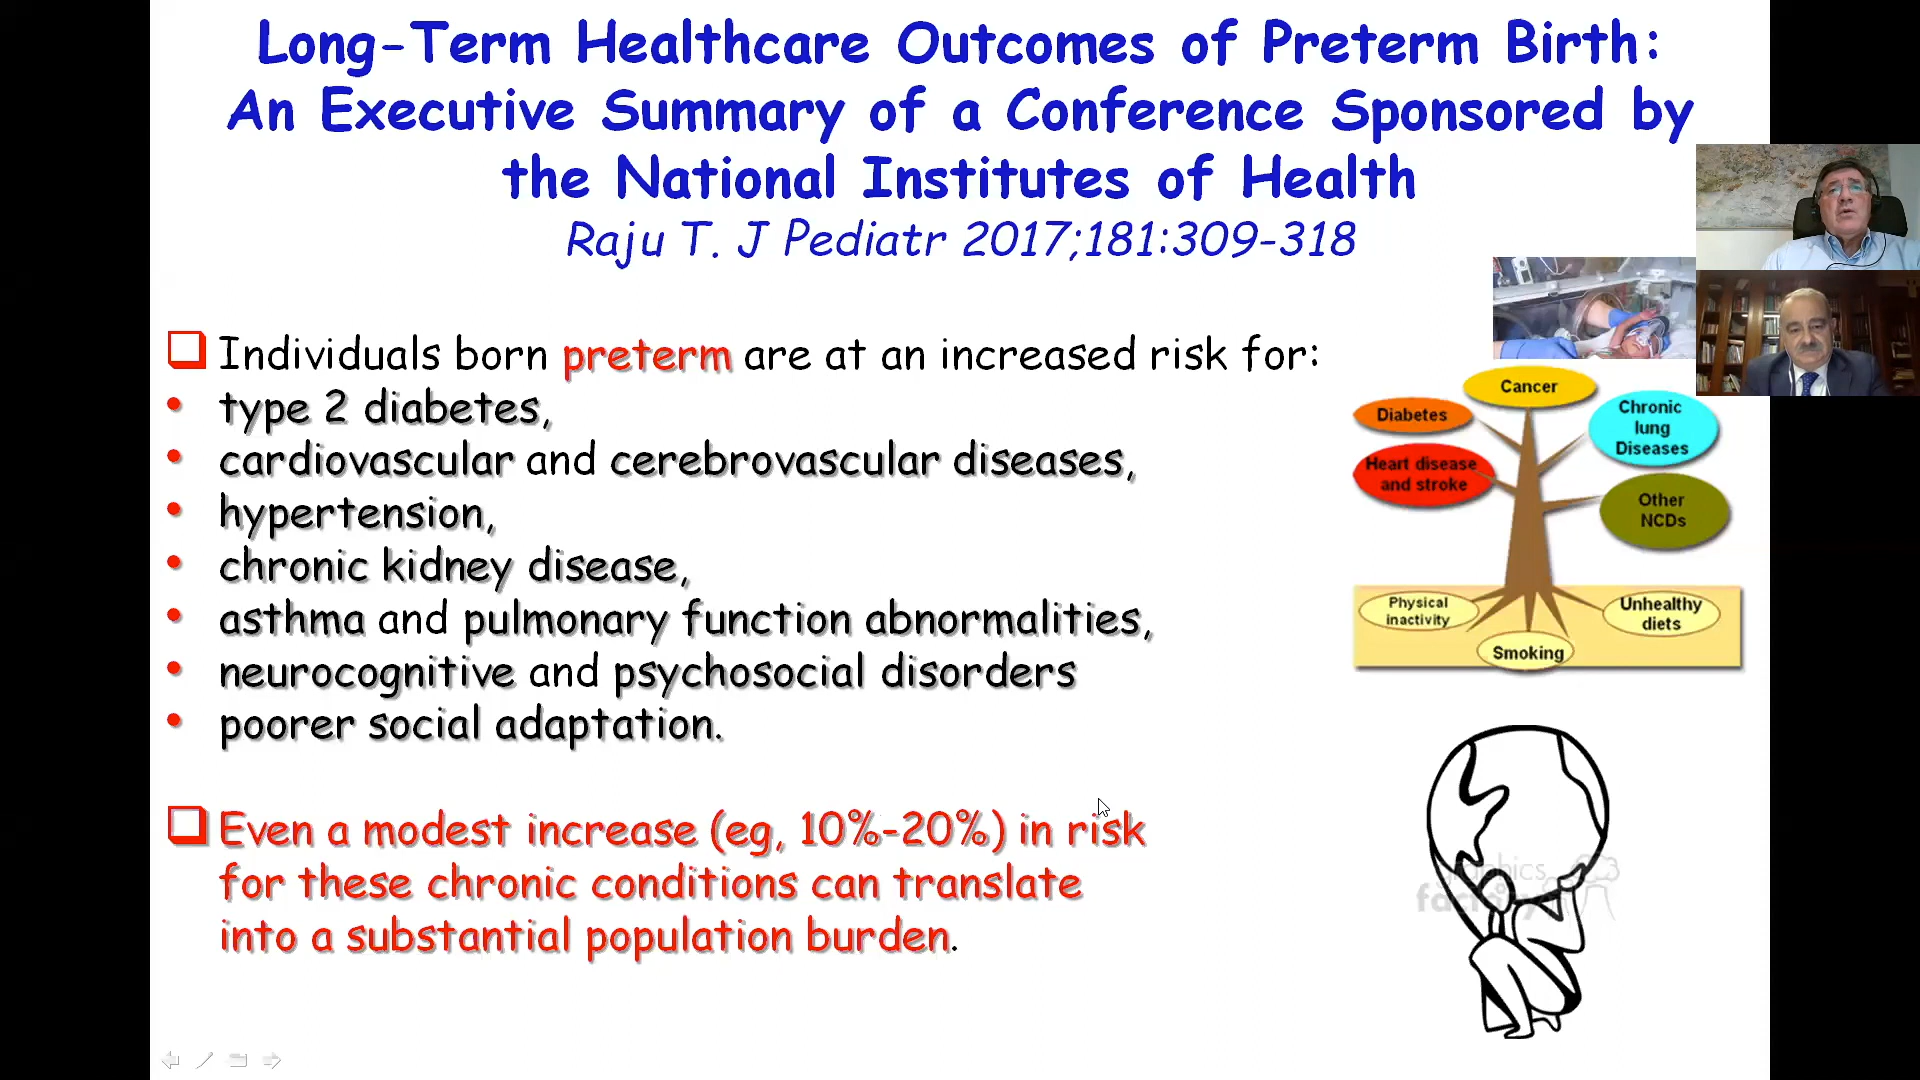 Long-Term Healthcare Outcomes of Preterm Birth:
An Executive Summary of a Conference Sponsored by
the National Institutes of Health
Raju T. J Pediatr 2017;181:309-318
Individuals born preterm are at an increased risk for:
• type 2 diabetes,
• cardiovascular and cerebrovascular diseases,
• hypertension,
• chronic kidney disease,
• asthma and pulmonary function abnormalities,
• neurocognitive and psychosocial disorders
• poorer social adaptation.
Even a modest increase (eg, 10%-20%) in risk
for these chronic conditions can translate
into a substantial population burden.
Cancer
Diabetes
Chronic
lung
Diseases
Heart disease
and stroke
Other
NCDs
Physical
inactivity
Unhealthy
diets
Smoking
graphics
factory